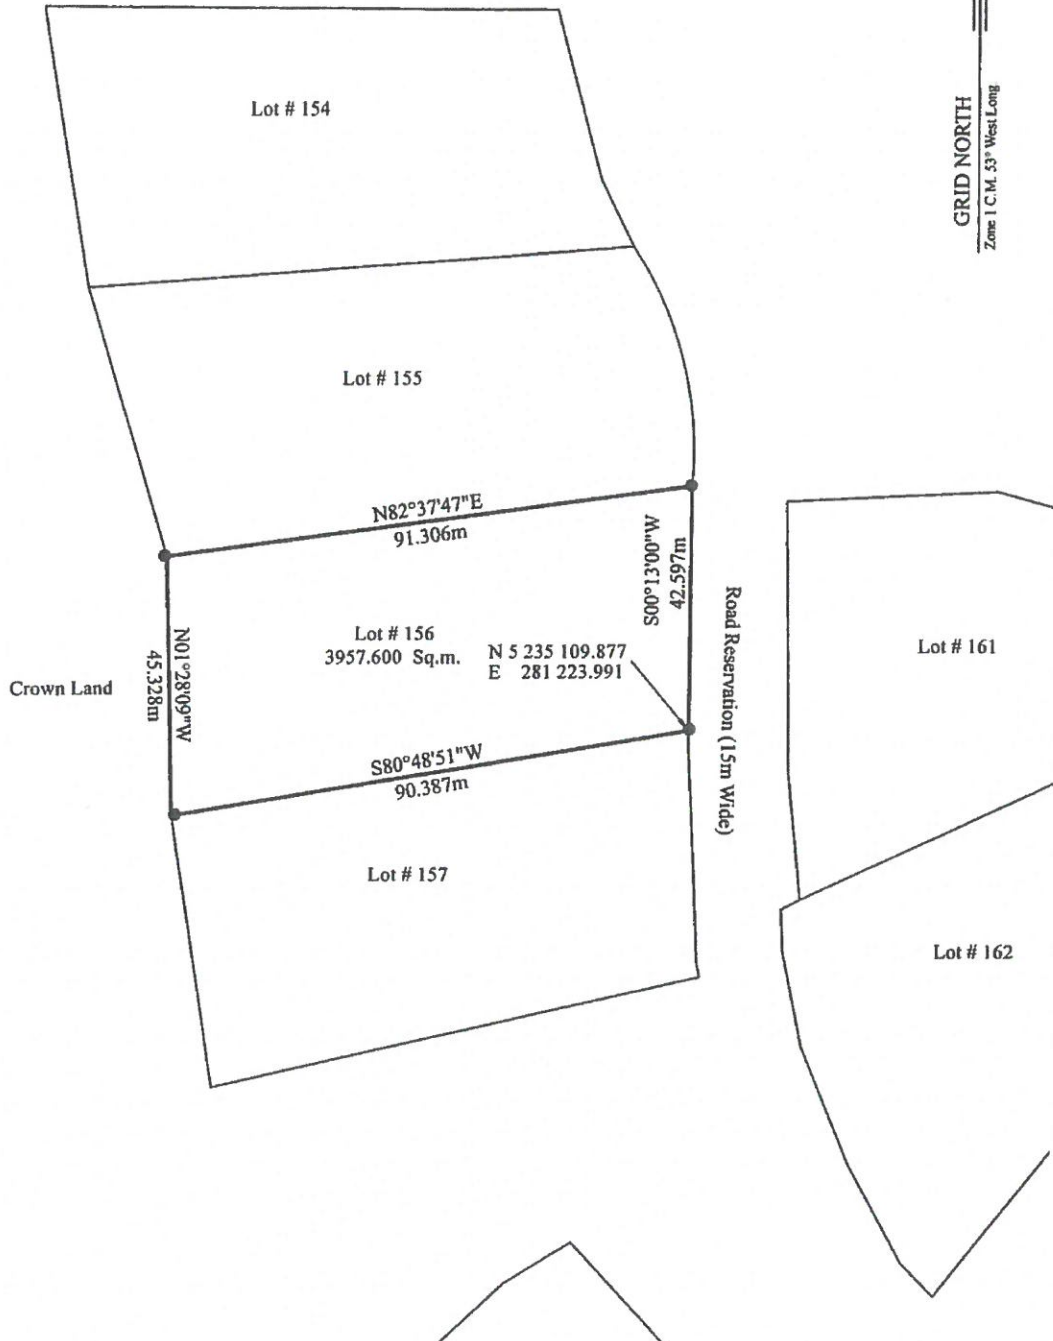 Lot # 154
GRID NORTH
Zone 1 C.M. 53° West Long
Lot # 155
N82°37'47"E
91.306m
S00°13'00"W
42.597m
Road Reservation (15m Wide)
Lot # 156
3957.600 Sq.m.
N 5 235 109.877
E 281 223.991
Lot # 161
Crown Land
N01°28'09"W
45.328m
S80°48'51"W
90.387m
Lot # 157
Lot # 162